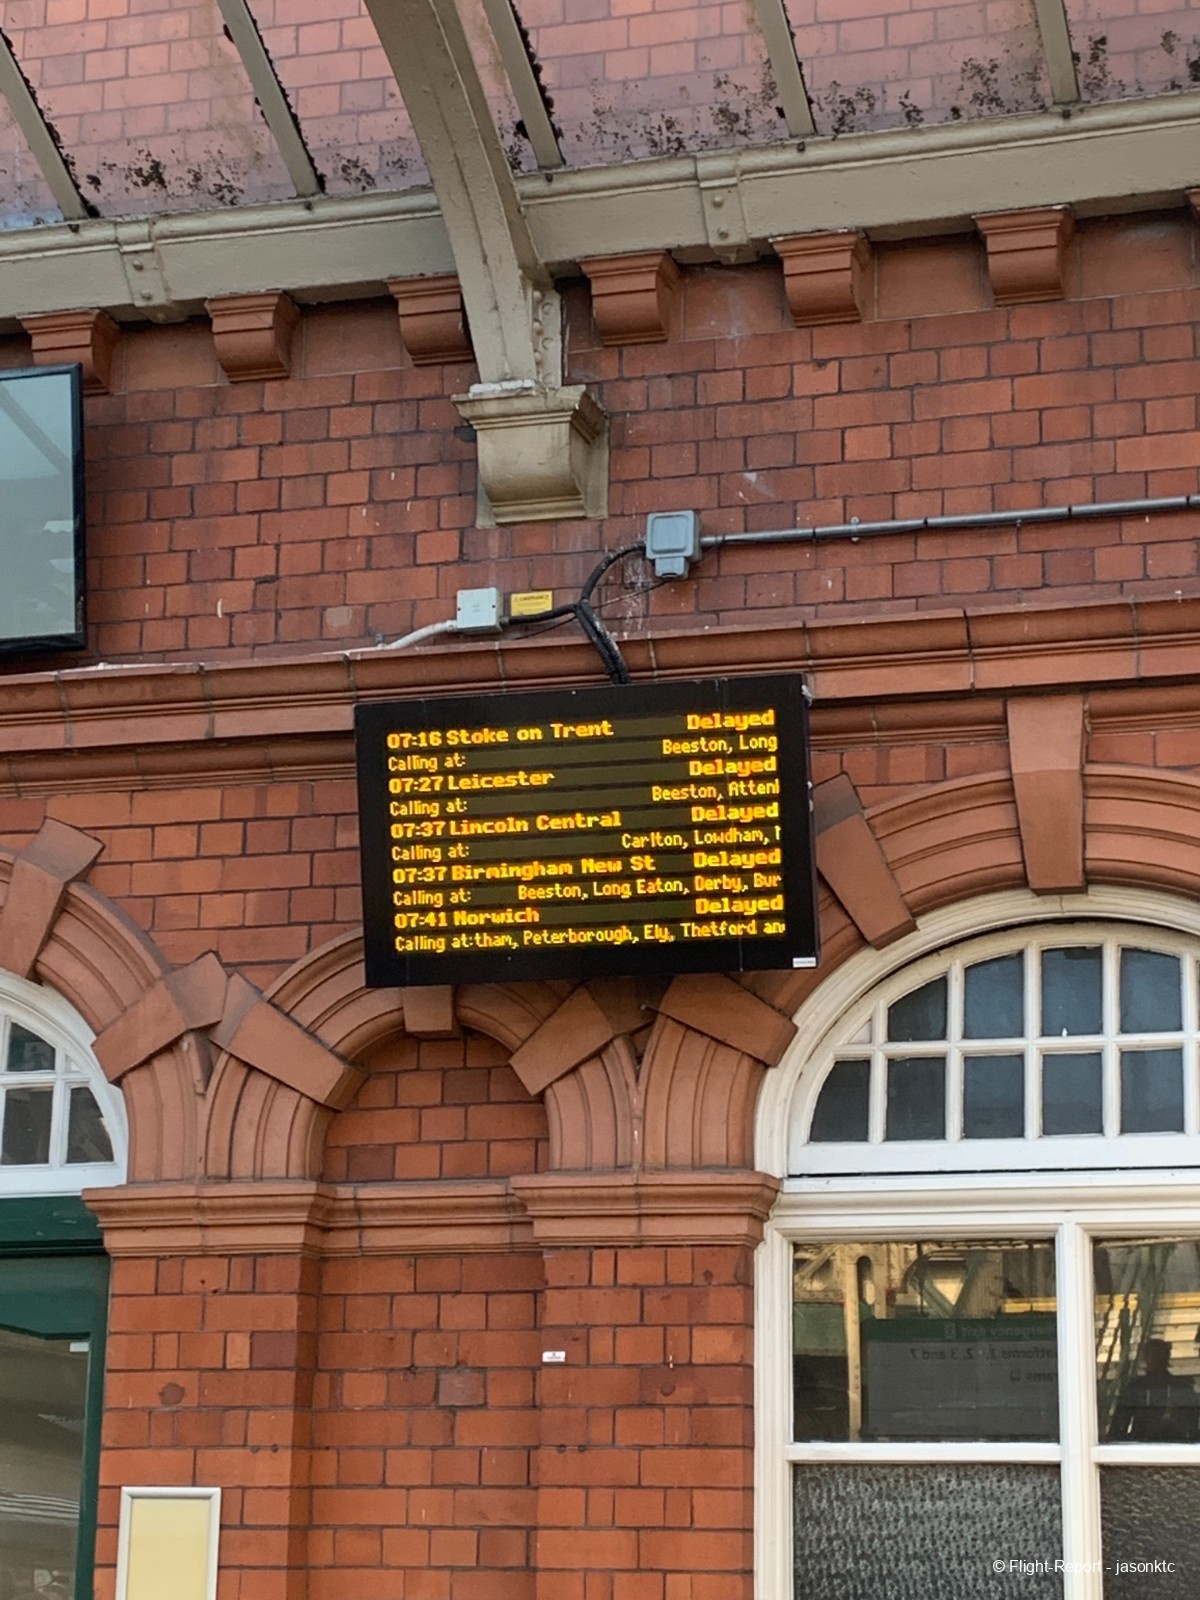 07:16 Stoke on Trent Delayed
Calling at: Beeston, Long
07:27 Leicester Delayed
Calling at: Beeston, Atten
07:37 Lincoln Central Delayed
Calling at: Carlton, Lowdham,
07:37 Birmingham New St Delayed
Calling at: Beeston, Long Eaton, Derby, Bur
07:41 Norwich Delayed
Calling at:tham, Peterborough, Ely, Thetford an
© Flight-Report - jasonktc